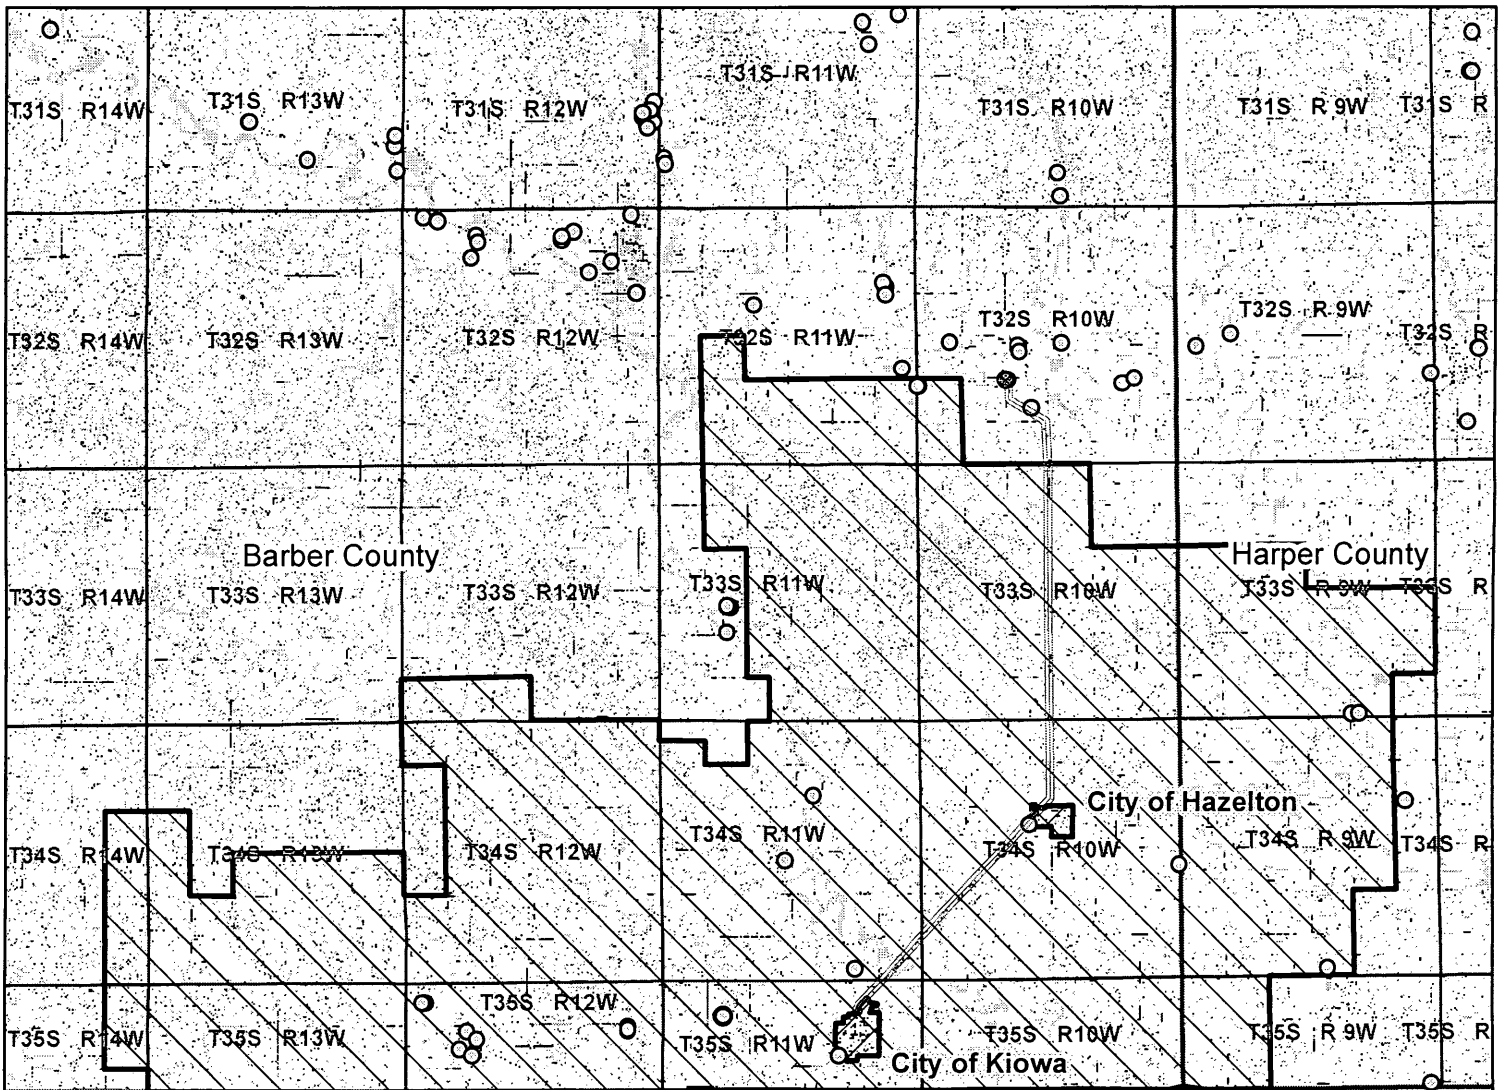 T31S R14W
T31S R13W
T31S R12W
T31S R11W
T31S R10W
T31S R 9W
T31S R
T32S R14W
T32S R13W
T32S R12W
T32S R11W
T32S R10W
T32S R 9W
T32S R
Barber County
Harper County
T33S R14W
T33S R13W
T33S R12W
T33S R11W
T33S R10W
T33S R 9W
T33S R
City of Hazelton
T34S R14W
T34S R13W
T34S R12W
T34S R11W
T34S R10W
T34S R 9W
T34S R
T35S R14W
T35S R13W
T35S R12W
T35S R11W
T35S R10W
T35S R 9W
T35S R
City of Kiowa